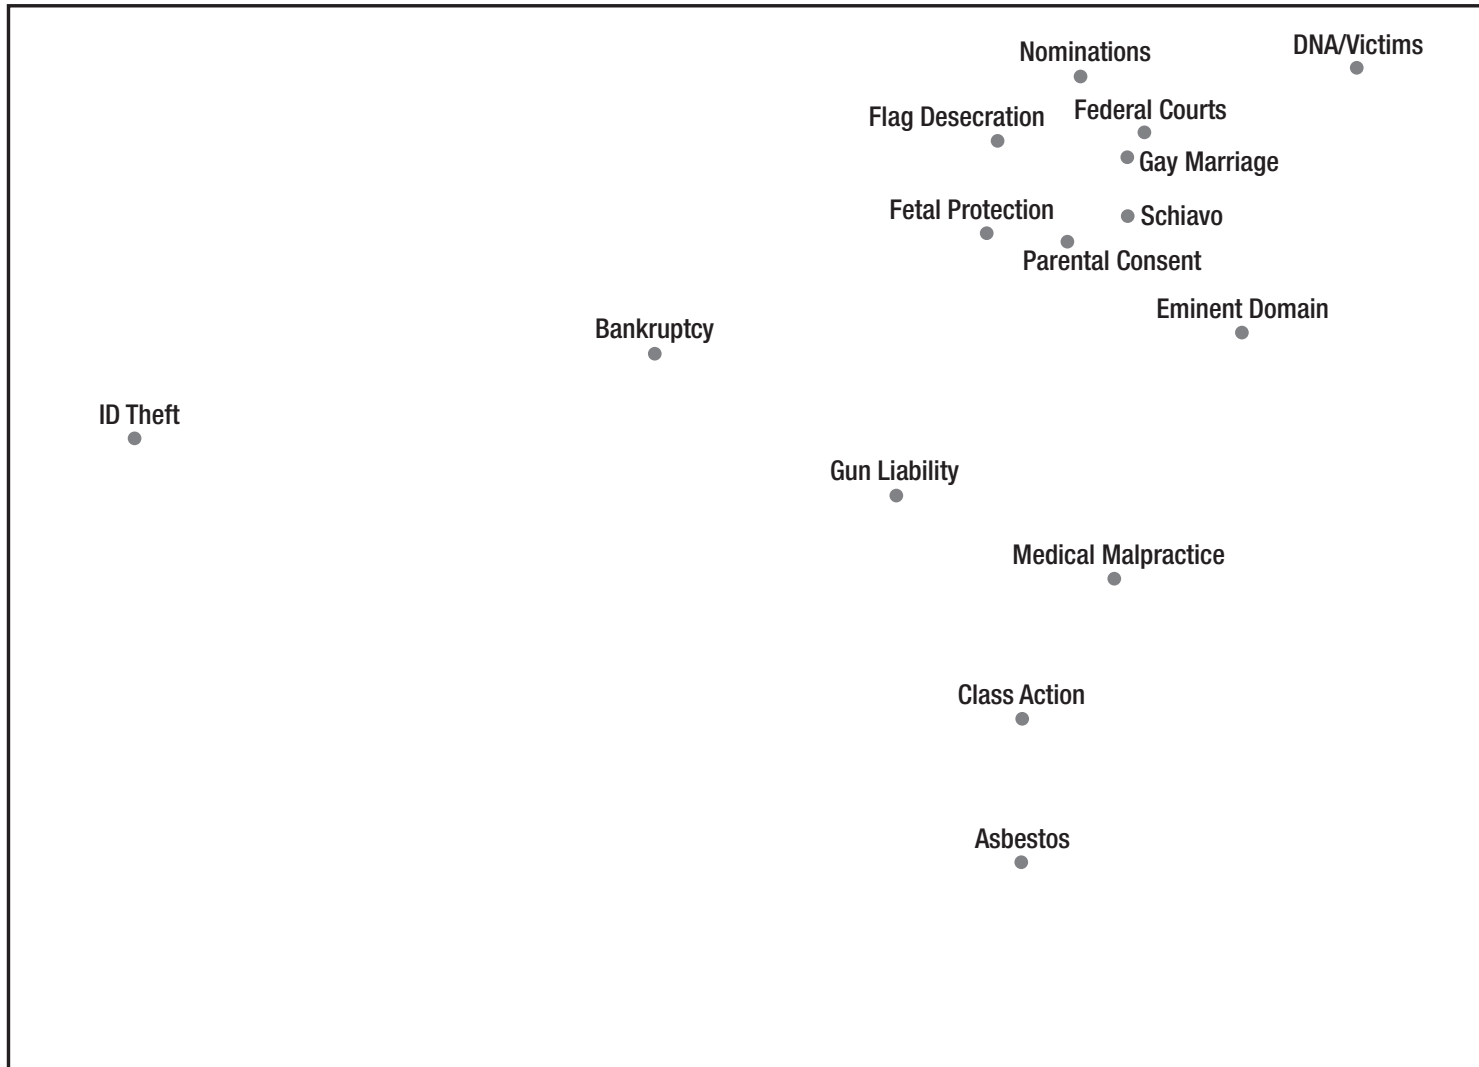 DNA/Victims
Nominations
Federal Courts
Flag Desecration
Gay Marriage
Fetal Protection
Schiavo
Parental Consent
Eminent Domain
Bankruptcy
ID Theft
Gun Liability
Medical Malpractice
Class Action
Asbestos